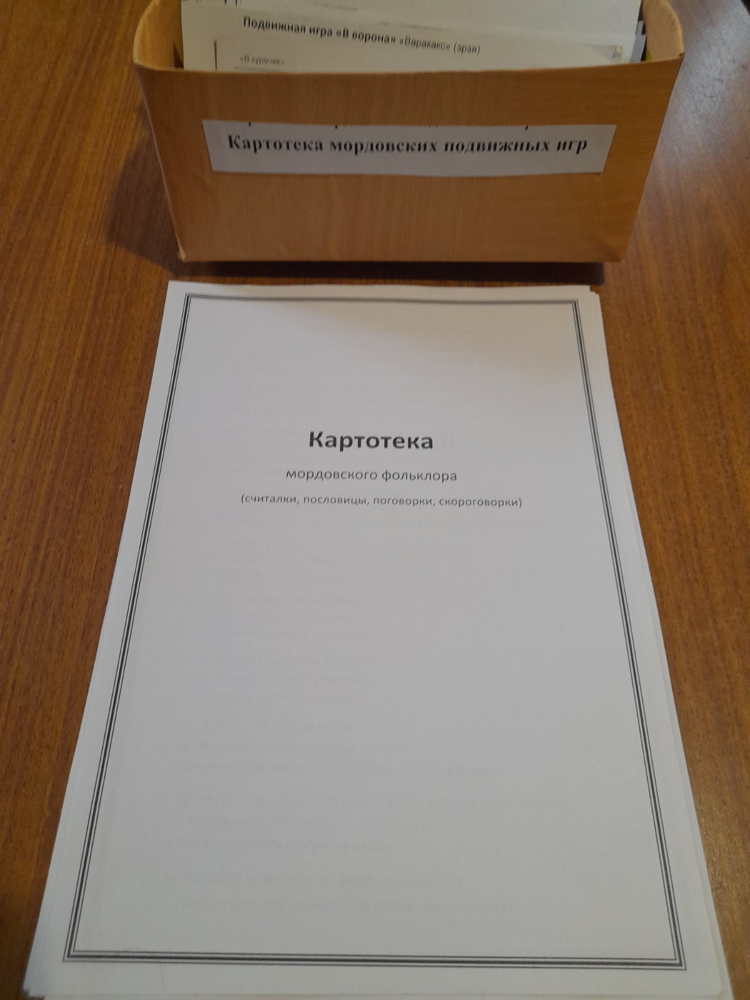 Подвижная игра «В ворона» «Варакакс» (эрзя)
«В курочек»
Картотека мордовских подвижных игр
Картотека
мордовского фольклора
(считалки, пословицы, поговорки, скороговорки)